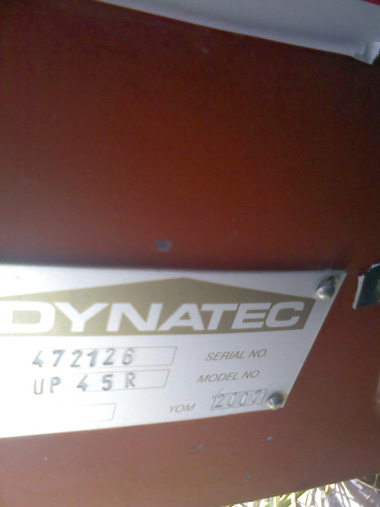 DYNATEC
472126 SERIAL NO.
UP 45R MODEL NO.
YOM 2007